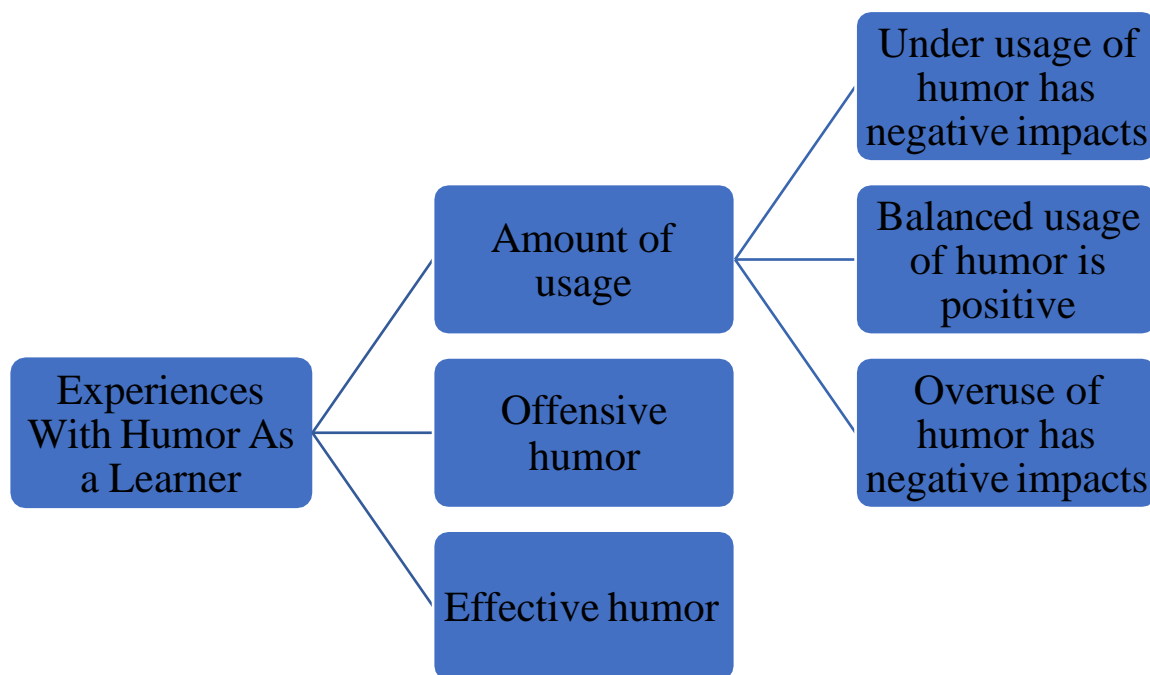 Experiences
With Humor As
a Learner
Amount of
usage
Offensive
humor
Effective humor
Under usage of
humor has
negative impacts
Balanced usage
of humor is
positive
Overuse of
humor has
negative impacts